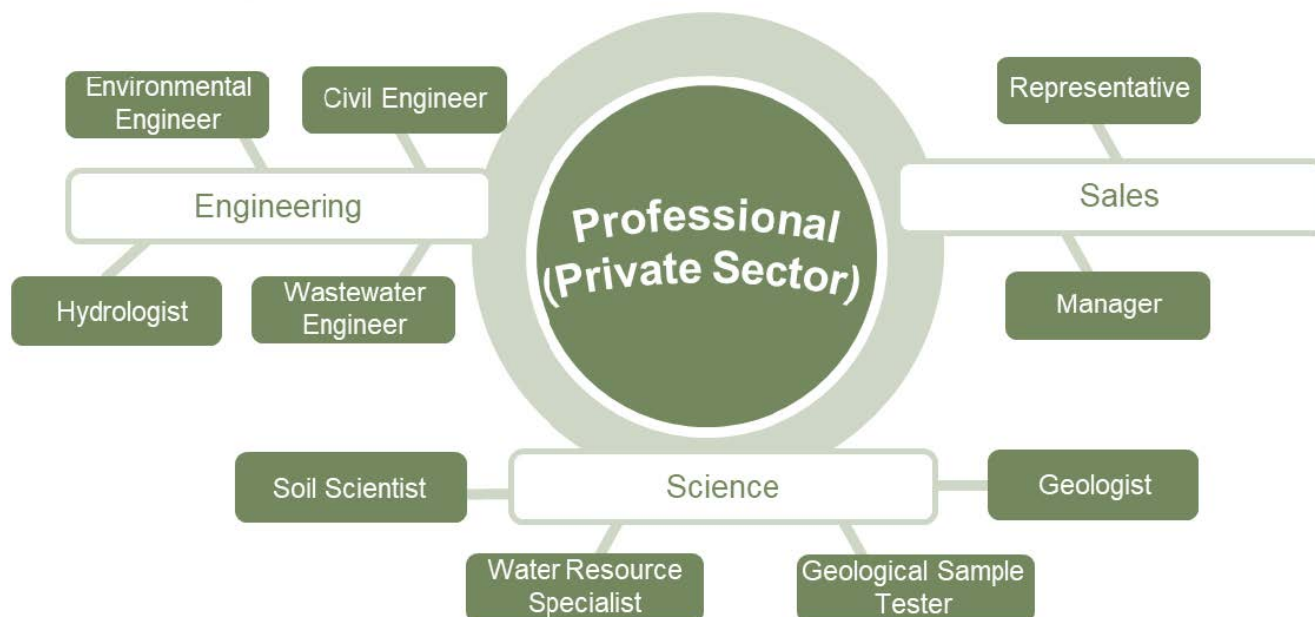 Professional
(Private Sector)
Engineering
Environmental
Engineer
Civil Engineer
Hydrologist
Wastewater
Engineer
Sales
Representative
Manager
Science
Soil Scientist
Water Resource
Specialist
Geological Sample
Tester
Geologist